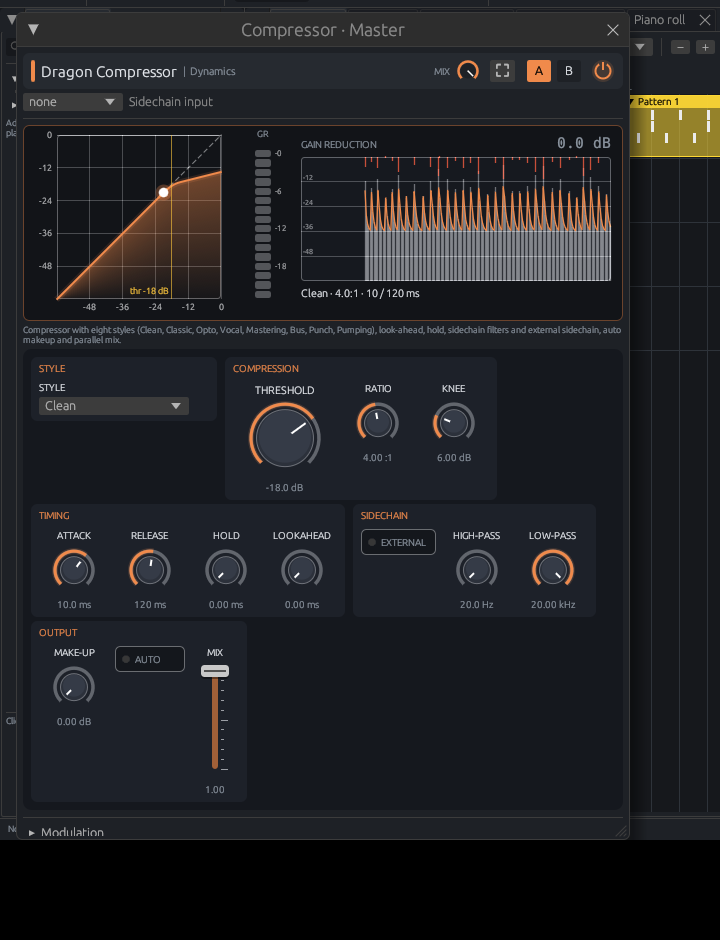 ▼ Compressor · Master
Piano roll
Dragon Compressor | Dynamics
MIX
A B
none
Sidechain input
Pattern 1
0
-12
-24
-36
-48
-48 -36 -24 -12 0
thr -18 dB
GR
-0
-6
-12
-18
GAIN REDUCTION
0.0 dB
-12
-24
-36
-48
Clean · 4.0:1 · 10 / 120 ms
Compressor with eight styles (Clean, Classic, Opto, Vocal, Mastering, Bus, Punch, Pumping), look-ahead, hold, sidechain filters and external sidechain, auto
makeup and parallel mix.
STYLE
STYLE
Clean
COMPRESSION
THRESHOLD RATIO KNEE
4.00 :1 6.00 dB
-18.0 dB
TIMING
ATTACK RELEASE HOLD LOOKAHEAD
10.0 ms 120 ms 0.00 ms 0.00 ms
SIDECHAIN
EXTERNAL
HIGH-PASS LOW-PASS
20.0 Hz 20.00 kHz
OUTPUT
MAKE-UP AUTO MIX
0.00 dB
1.00
Modulation